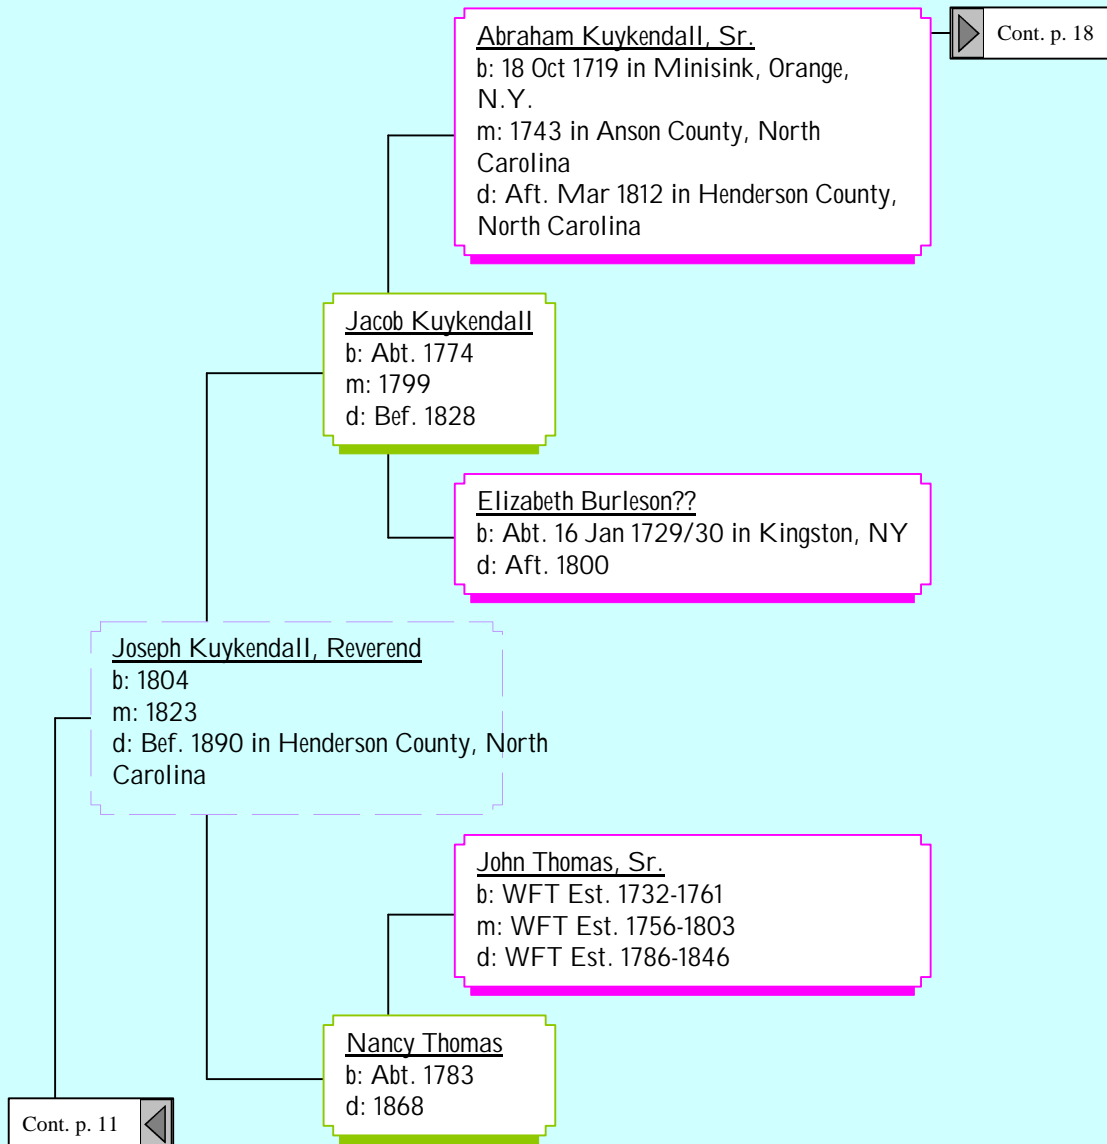 Abraham Kuykendall, Sr.
b: 18 Oct 1719 in Minisink, Orange,
N.Y.
m: 1743 in Anson County, North
Carolina
d: Aft. Mar 1812 in Henderson County,
North Carolina
Cont. p. 18
Jacob Kuykendall
b: Abt. 1774
m: 1799
d: Bef. 1828
Elizabeth Burleson??
b: Abt. 16 Jan 1729/30 in Kingston, NY
d: Aft. 1800
Joseph Kuykendall, Reverend
b: 1804
m: 1823
d: Bef. 1890 in Henderson County, North
Carolina
John Thomas, Sr.
b: WFT Est. 1732-1761
m: WFT Est. 1756-1803
d: WFT Est. 1786-1846
Nancy Thomas
b: Abt. 1783
d: 1868
Cont. p. 11